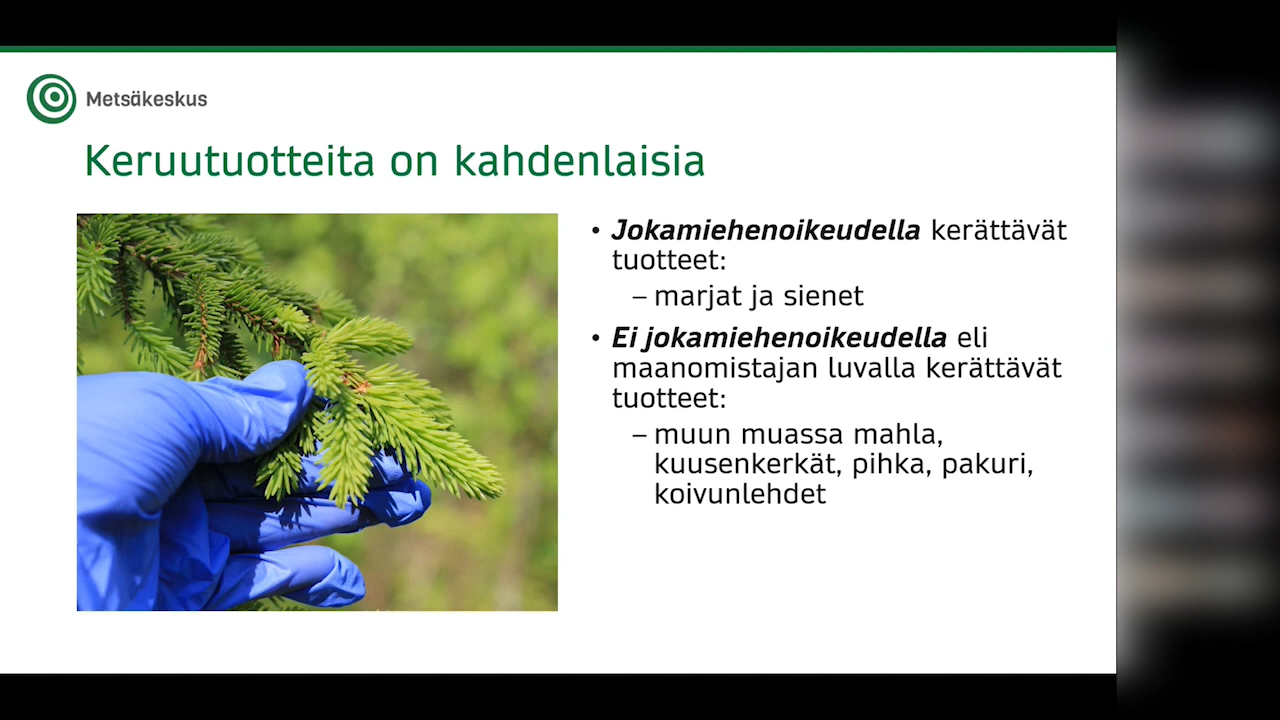 Metsäkeskus
Keruutuotteita on kahdenlaisia
• Jokamiehenoikeudella kerättävät
tuotteet:
– marjat ja sienet
• Ei jokamiehenoikeudella eli
maanomistajan luvalla kerättävät
tuotteet:
– muun muassa mahla,
kuusenkerkät, pihka, pakuri,
koivunlehdet